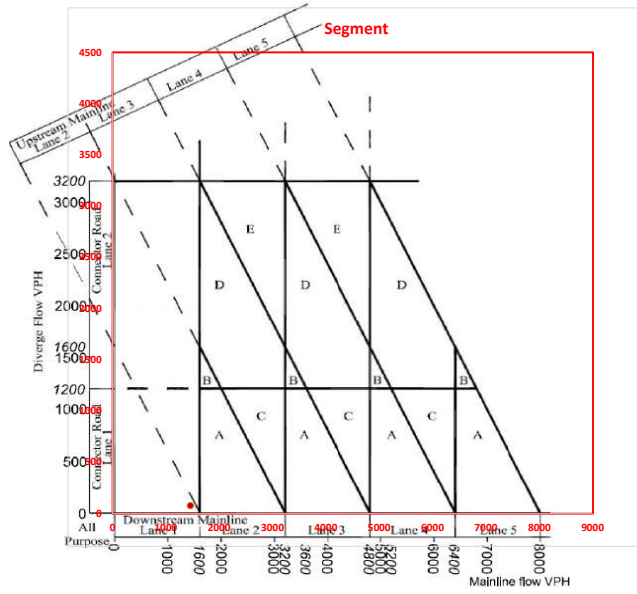 Segment
Upstream Mainline
Lane 2
Lane 3
Lane 4
Lane 5
4500
4000
3500
3000
2500
2000
1500
1000
500
0
3200
3000
2500
2000
1600
1500
1200
1000
500
0
Diverge Flow VPH
Connector Road
Lane 2
Connector Road
Lane 1
E E
D D D
B B B B
C C C
A A A A
All
Purpose
Downstream Mainline
Lane 1 Lane 2 Lane 3 Lane 4 Lane 5
0 1000 2000 3000 4000 5000 6000 7000 8000 9000
0 1000 1600 2000 3000 3200 4000 4800 5000 5200 6000 6400 7000 8000
Mainline flow VPH